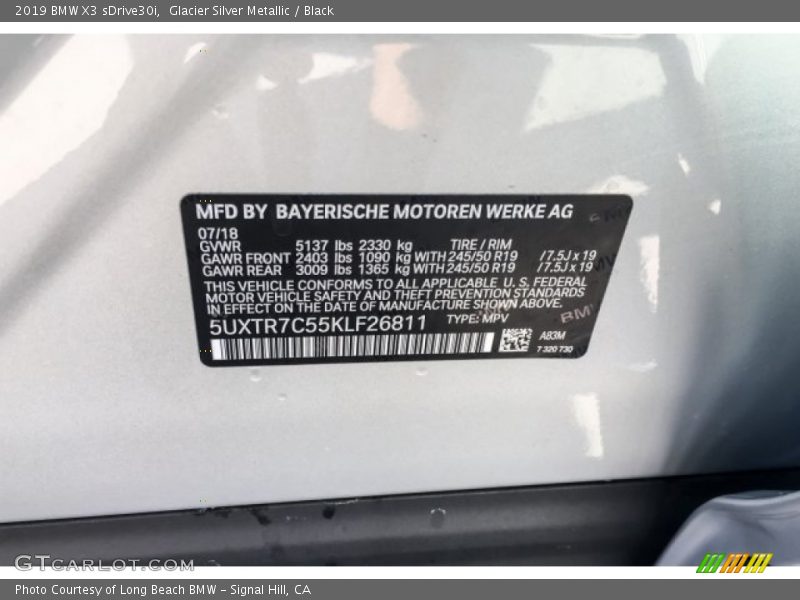 2019 BMW X3 sDrive30i,  Glacier Silver Metallic / Black
MFD BY BAYERISCHE MOTOREN WERKE AG
07/18
GVWR 5137 lbs 2330 kg TIRE / RIM
GAWR FRONT 2403 lbs 1090 kg WITH 245/50 R19 /7.5J x 19
GAWR REAR 3009 lbs 1365 kg WITH 245/50 R19 /7.5J x 19
THIS VEHICLE CONFORMS TO ALL APPLICABLE U. S. FEDERAL
MOTOR VEHICLE SAFETY AND THEFT PREVENTION STANDARDS
IN EFFECT ON THE DATE OF MANUFACTURE SHOWN ABOVE.
5UXTR7C55KLF26811 TYPE: MPV
BM
A83M
7 320 730
GTCARLOT.COM
Photo Courtesy of Long Beach BMW – Signal Hill, CA